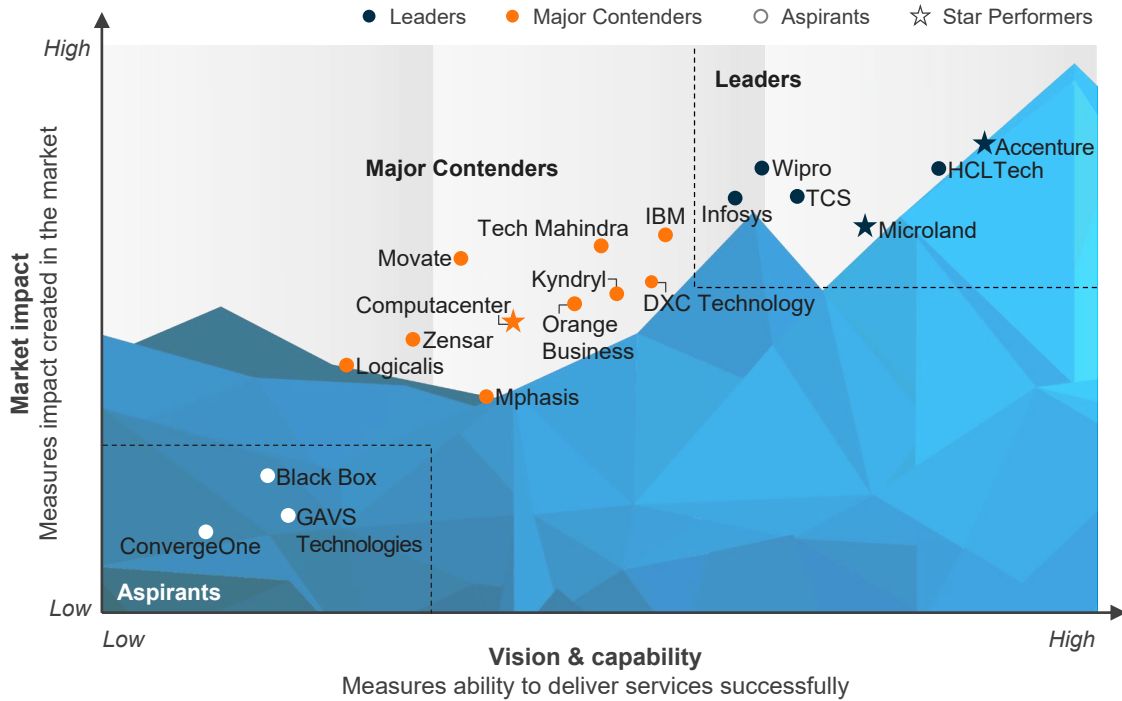 Leaders
Major Contenders
Aspirants
Star Performers
High
Leaders
Accenture
Major Contenders
Wipro
HCLTech
TCS
Infosys
IBM
Tech Mahindra
Microland
Movate
Kyndryl
Computacenter
DXC Technology
Orange
Business
Zensar
Logicalis
Mphasis
Black Box
GAVS
Technologies
ConvergeOne
Aspirants
Low
Market impact
Measures impact created in the market
Low
High
Vision & capability
Measures ability to deliver services successfully